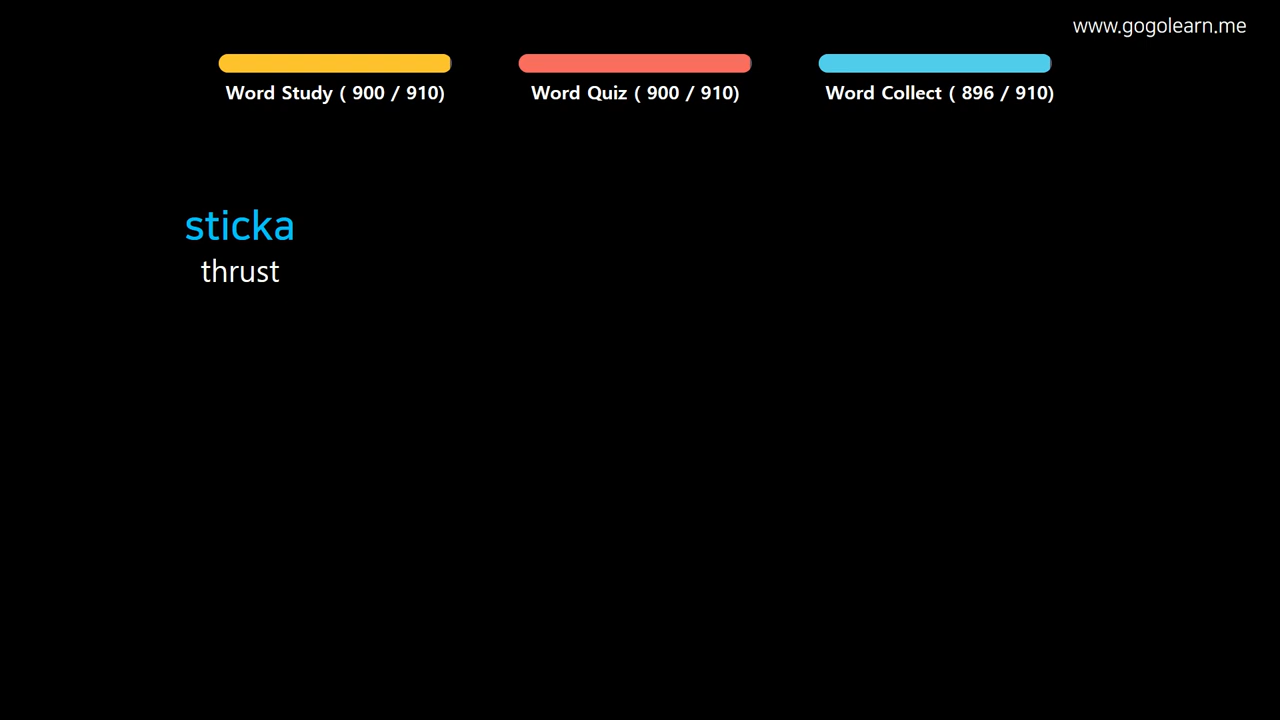 www.gogolearn.me
Word Study ( 900 / 910)
Word Quiz ( 900 / 910)
Word Collect ( 896 / 910)
sticka
thrust